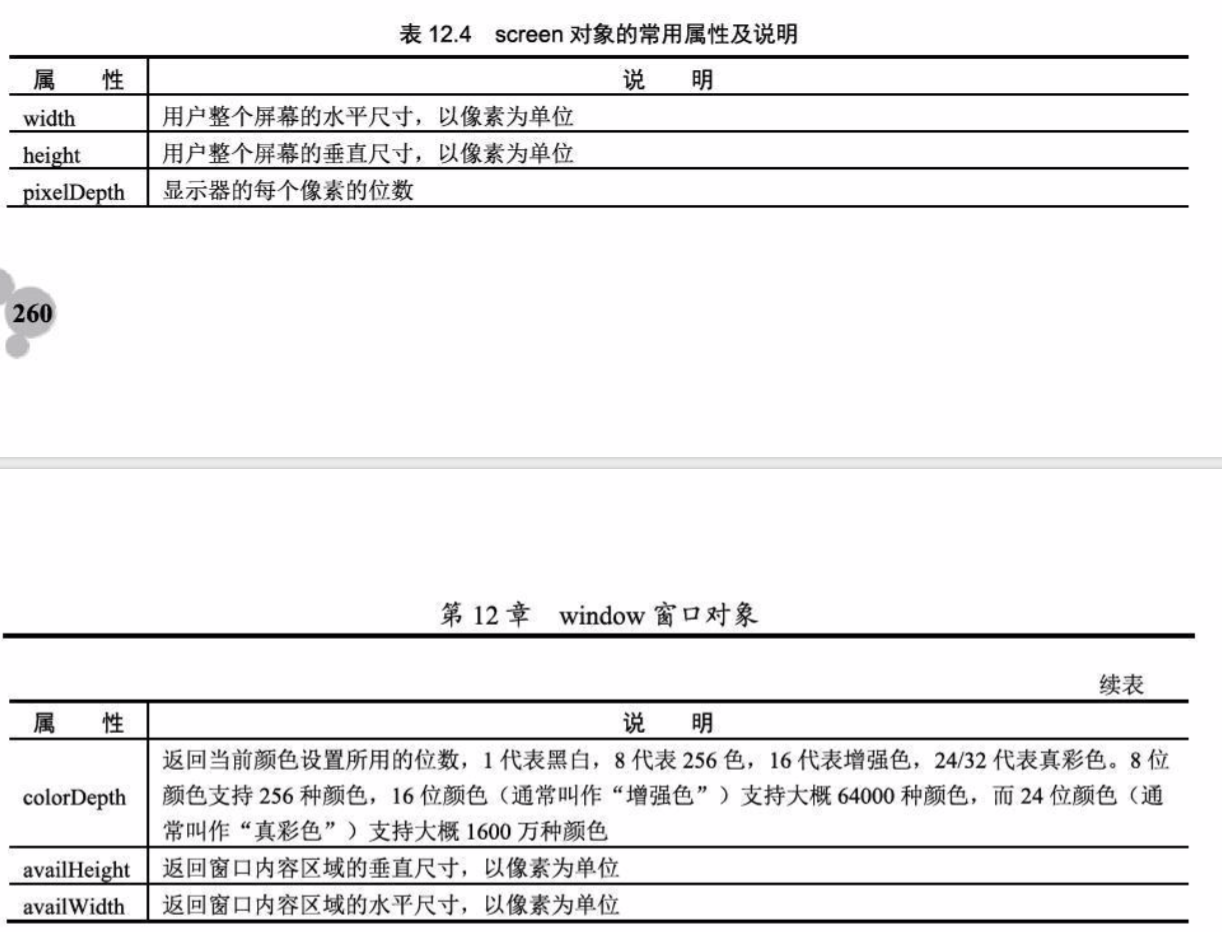 表 12.4 screen 对象的常用属性及说明
属 性 说 明
width 用户整个屏幕的水平尺寸，以像素为单位
height 用户整个屏幕的垂直尺寸，以像素为单位
pixelDepth 显示器的每个像素的位数
260
第 12 章 window 窗口对象
续表
属 性 说 明
返回当前颜色设置所用的位数，1 代表黑白，8 代表 256 色，16 代表增强色，24/32 代表真彩色。8 位
colorDepth 颜色支持 256 种颜色，16 位颜色（通常叫作“增强色”）支持大概 64000 种颜色，而 24 位颜色（通
常叫作“真彩色”）支持大概 1600 万种颜色
availHeight 返回窗口内容区域的垂直尺寸，以像素为单位
availWidth 返回窗口内容区域的水平尺寸，以像素为单位